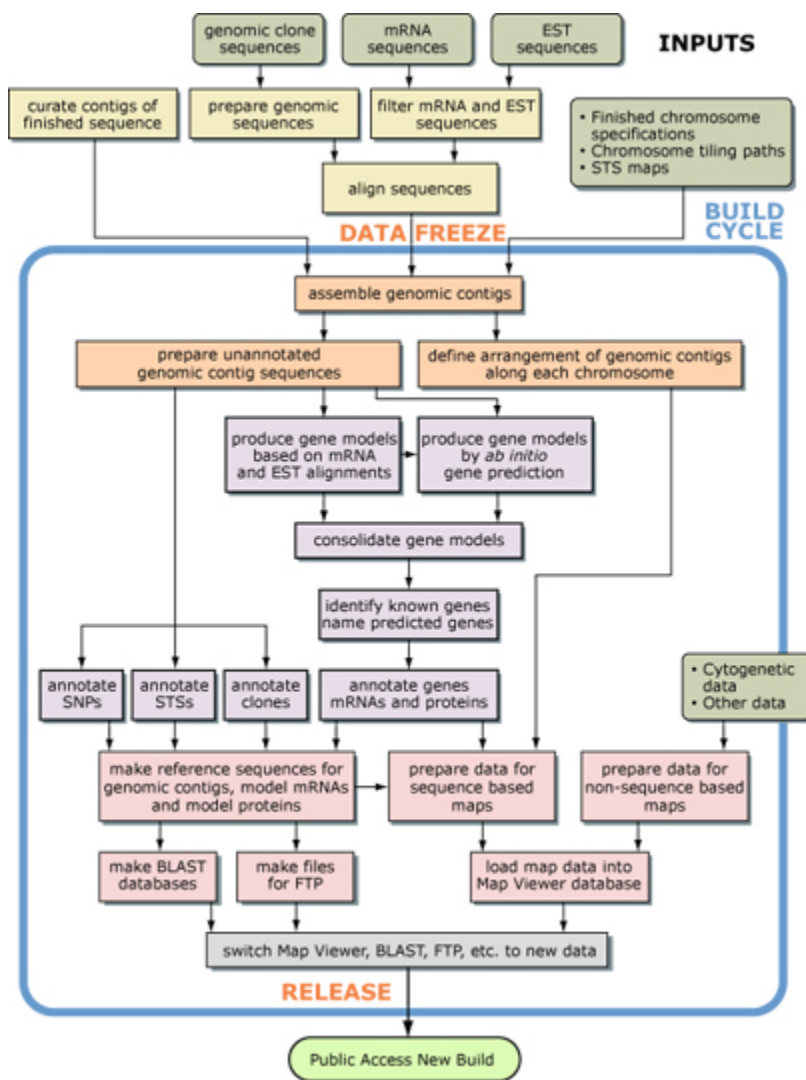 genomic clone
sequences
mRNA
sequences
EST
sequences
INPUTS
curate contigs of
finished sequence
prepare genomic
sequences
filter mRNA and EST
sequences
• Finished chromosome
specifications
• Chromosome tiling paths
• STS maps
align sequences
DATA FREEZE
BUILD
CYCLE
assemble genomic contigs
prepare unannotated
genomic contig sequences
define arrangement of genomic contigs
along each chromosome
produce gene models
based on mRNA
and EST alignments
produce gene models
by ab initio
gene prediction
consolidate gene models
identify known genes
name predicted genes
annotate
SNPs
annotate
STSs
annotate
clones
annotate genes
mRNAs and proteins
• Cytogenetic
data
• Other data
make reference sequences for
genomic contigs, model mRNAs
and model proteins
prepare data for
sequence based
maps
prepare data for
non-sequence based
maps
make BLAST
databases
make files
for FTP
load map data into
Map Viewer database
switch Map Viewer, BLAST, FTP, etc. to new data
RELEASE
Public Access New Build